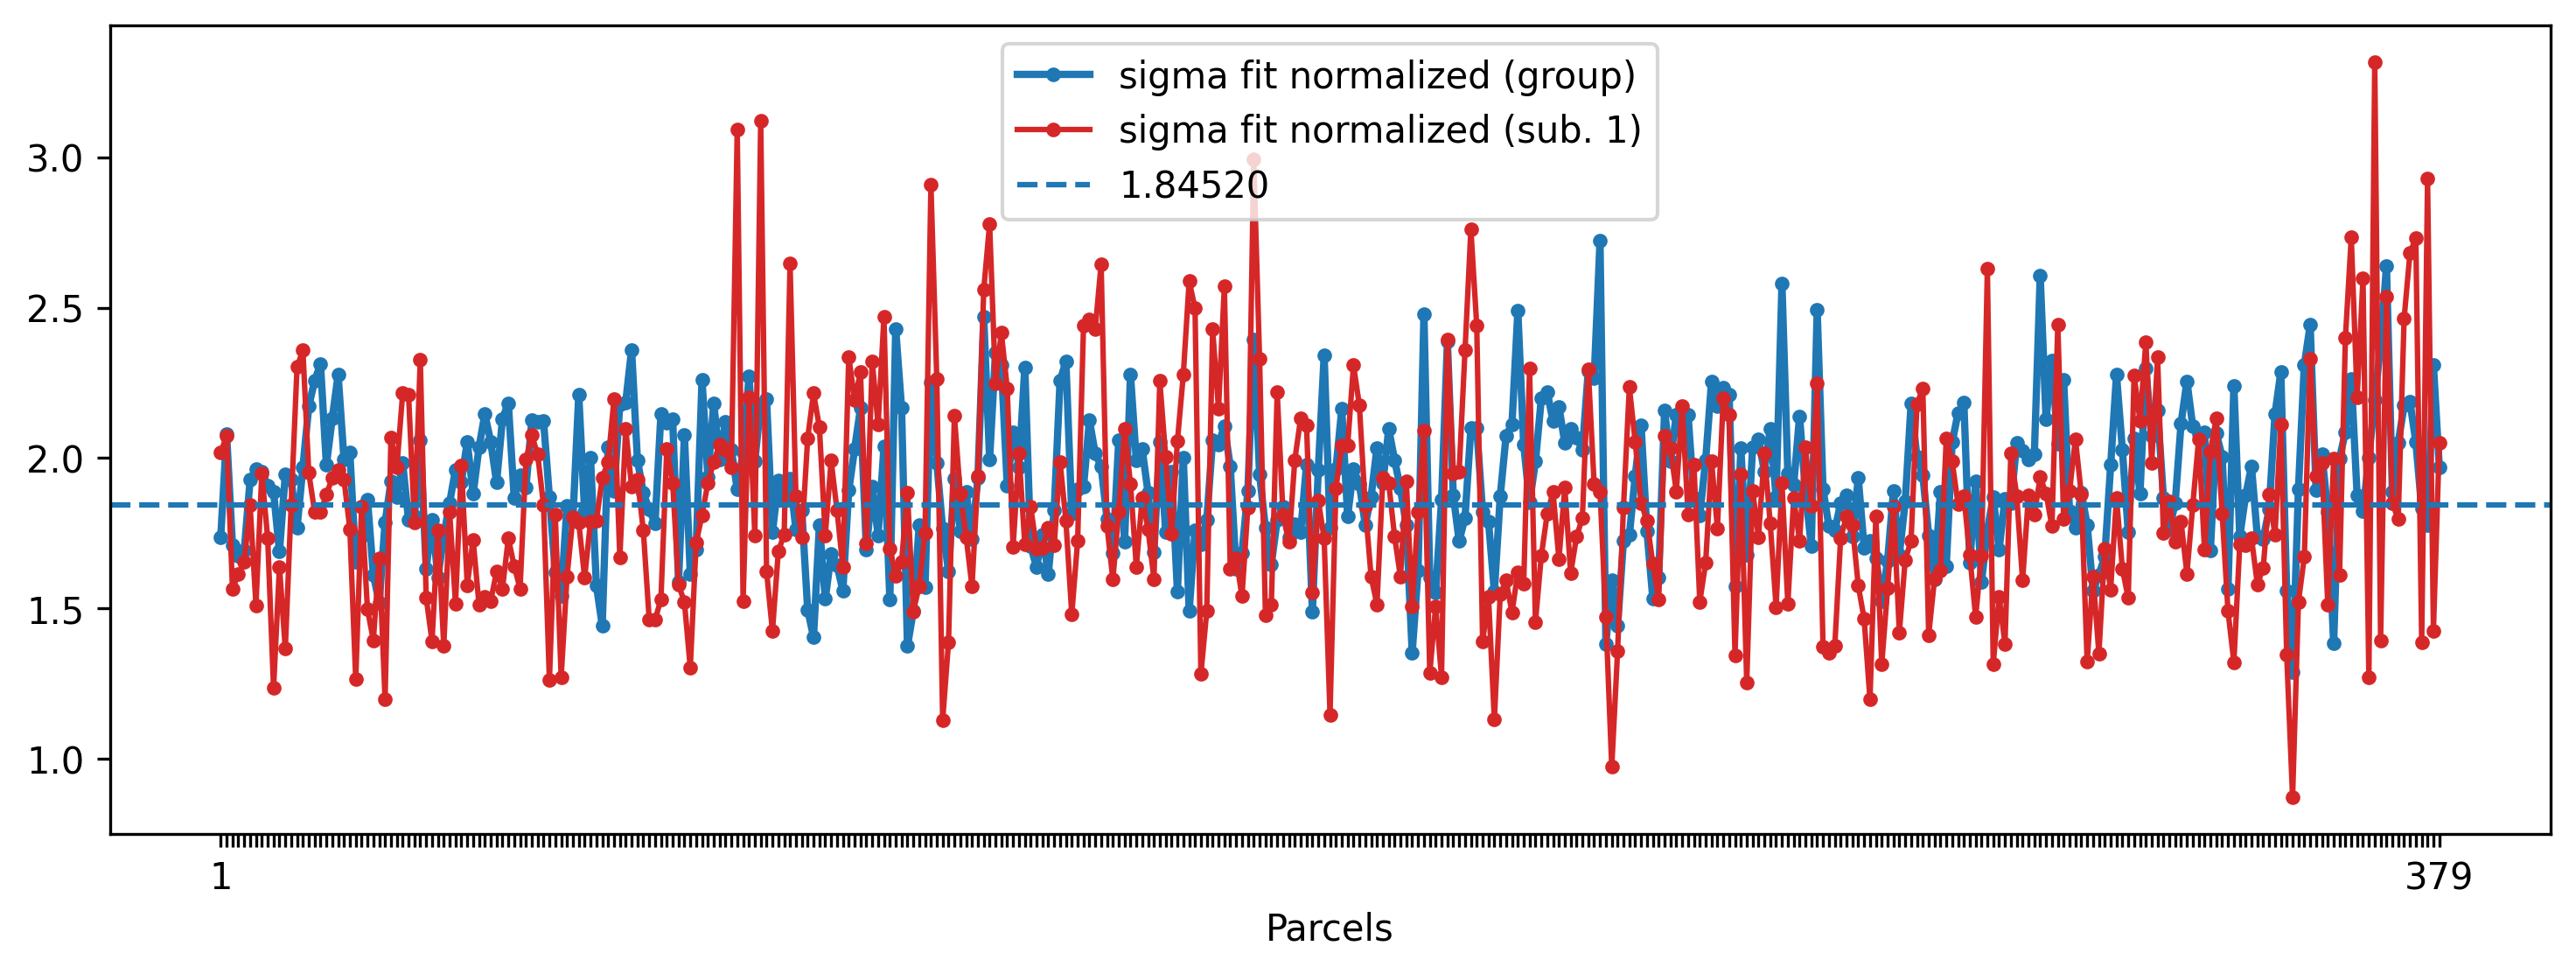 sigma fit normalized (group)
sigma fit normalized (sub. 1)
1.84520
3.0
2.5
2.0
1.5
1.0
1
379
Parcels